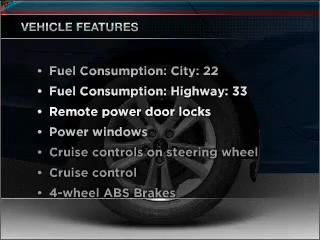 VEHICLE FEATURES
• Fuel Consumption: City: 22
• Fuel Consumption: Highway: 33
• Remote power door locks
• Power windows
• Cruise controls on steering wheel
• Cruise control
• 4-wheel ABS Brakes